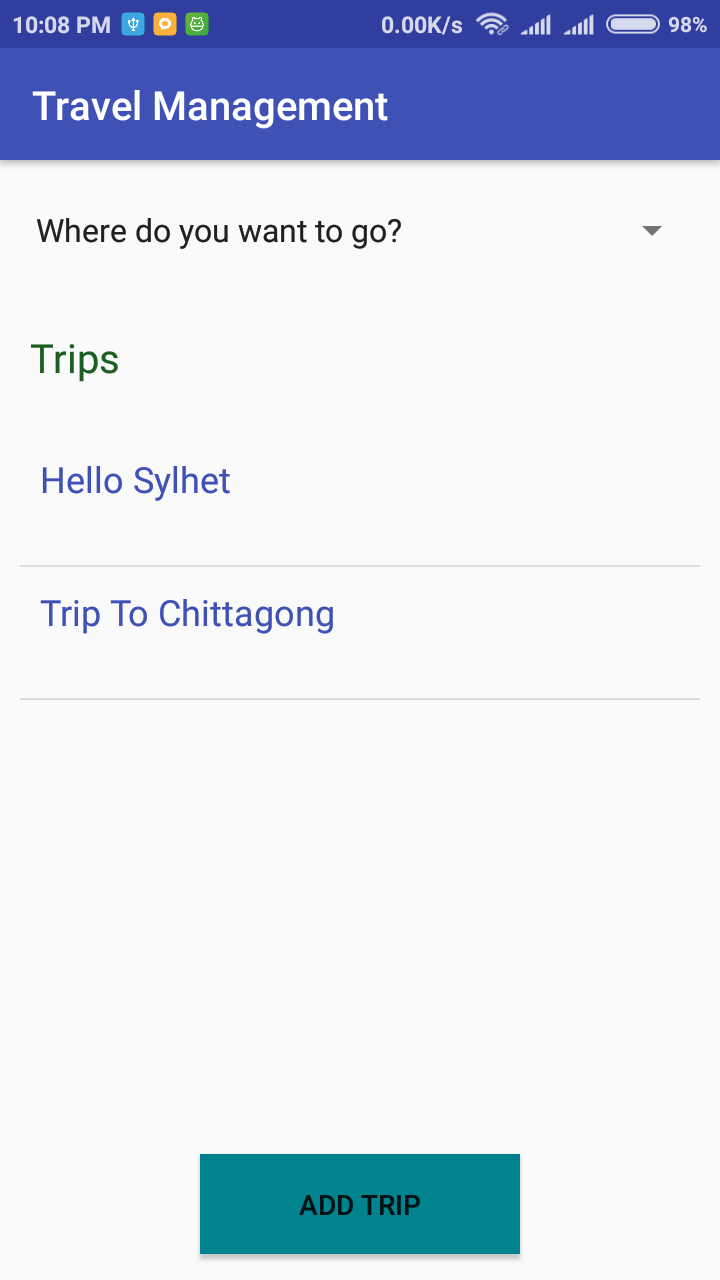 10:08 PM 0.00K/s 98%
Travel Management
Where do you want to go?
Trips
Hello Sylhet
Trip To Chittagong
ADD TRIP